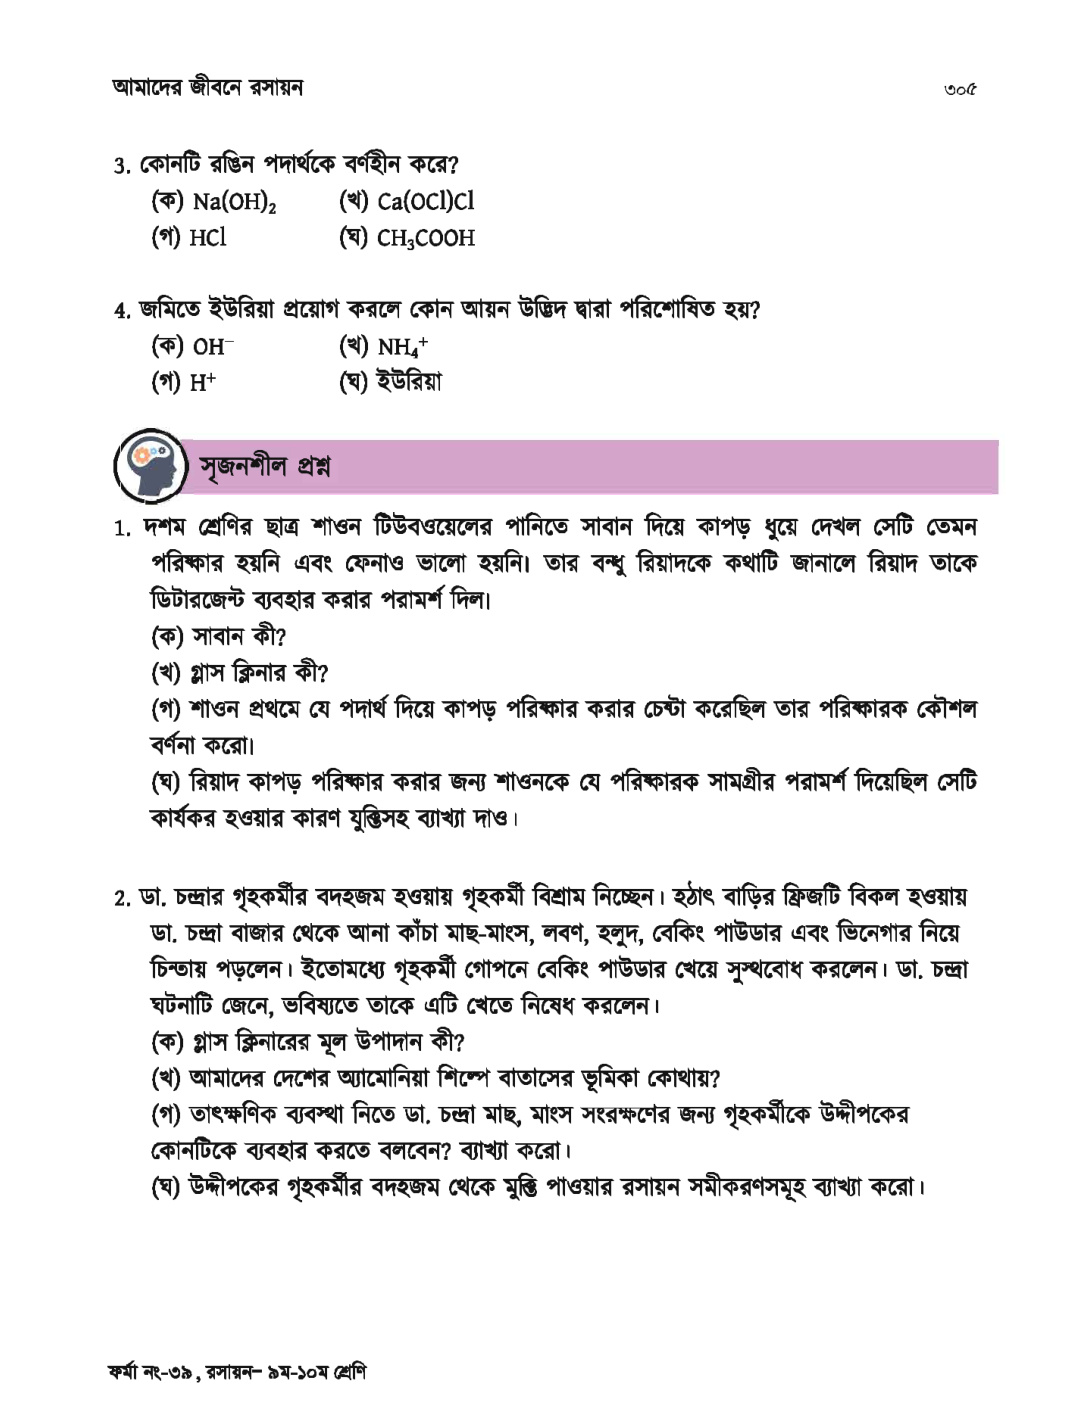 আমাদের জীবনে রসায়ন ৩০৫
3. কোনটি রঙিন পদার্থকে বর্ণহীন করে?
(ক) Na(OH)₂ (খ) Ca(OCl)Cl
(গ) HCl (ঘ) CH₃COOH
4. জমিতে ইউরিয়া প্রয়োগ করলে কোন আয়ন উদ্ভিদ দ্বারা পরিশোষিত হয়?
(ক) OH⁻ (খ) NH₄⁺
(গ) H⁺ (ঘ) ইউরিয়া
সৃজনশীল প্রশ্ন
1. দশম শ্রেণির ছাত্র শাওন টিউবওয়েলের পানিতে সাবান দিয়ে কাপড় ধুয়ে দেখল সেটি তেমন
পরিষ্কার হয়নি এবং ফেনাও ভালো হয়নি। তার বন্ধু রিয়াদকে কথাটি জানালে রিয়াদ তাকে
ডিটারজেন্ট ব্যবহার করার পরামর্শ দিল।
(ক) সাবান কী?
(খ) গ্লাস ক্লিনার কী?
(গ) শাওন প্রথমে যে পদার্থ দিয়ে কাপড় পরিষ্কার করার চেষ্টা করেছিল তার পরিষ্কারক কৌশল
বর্ণনা করো।
(ঘ) রিয়াদ কাপড় পরিষ্কার করার জন্য শাওনকে যে পরিষ্কারক সামগ্রীর পরামর্শ দিয়েছিল সেটি
কার্যকর হওয়ার কারণ যুক্তিসহ ব্যাখ্যা দাও।
2. ডা. চন্দ্রার গৃহকর্মীর বদহজম হওয়ায় গৃহকর্মী বিশ্রাম নিচ্ছেন। হঠাৎ বাড়ির ফ্রিজটি বিকল হওয়ায়
ডা. চন্দ্রা বাজার থেকে আনা কাঁচা মাছ-মাংস, লবণ, হলুদ, বেকিং পাউডার এবং ভিনেগার নিয়ে
চিন্তায় পড়লেন। ইতোমধ্যে গৃহকর্মী গোপনে বেকিং পাউডার খেয়ে সুস্থবোধ করলেন। ডা. চন্দ্রা
ঘটনাটি জেনে, ভবিষ্যতে তাকে এটি খেতে নিষেধ করলেন।
(ক) গ্লাস ক্লিনারের মূল উপাদান কী?
(খ) আমাদের দেশের অ্যামোনিয়া শিল্পে বাতাসের ভূমিকা কোথায়?
(গ) তাৎক্ষণিক ব্যবস্থা নিতে ডা. চন্দ্রা মাছ, মাংস সংরক্ষণের জন্য গৃহকর্মীকে উদ্দীপকের
কোনটিকে ব্যবহার করতে বলবেন? ব্যাখ্যা করো।
(ঘ) উদ্দীপকের গৃহকর্মীর বদহজম থেকে মুক্তি পাওয়ার রসায়ন সমীকরণসমূহ ব্যাখ্যা করো।
ফর্মা নং-৩৯, রসায়ন– ৯ম-১০ম শ্রেণি